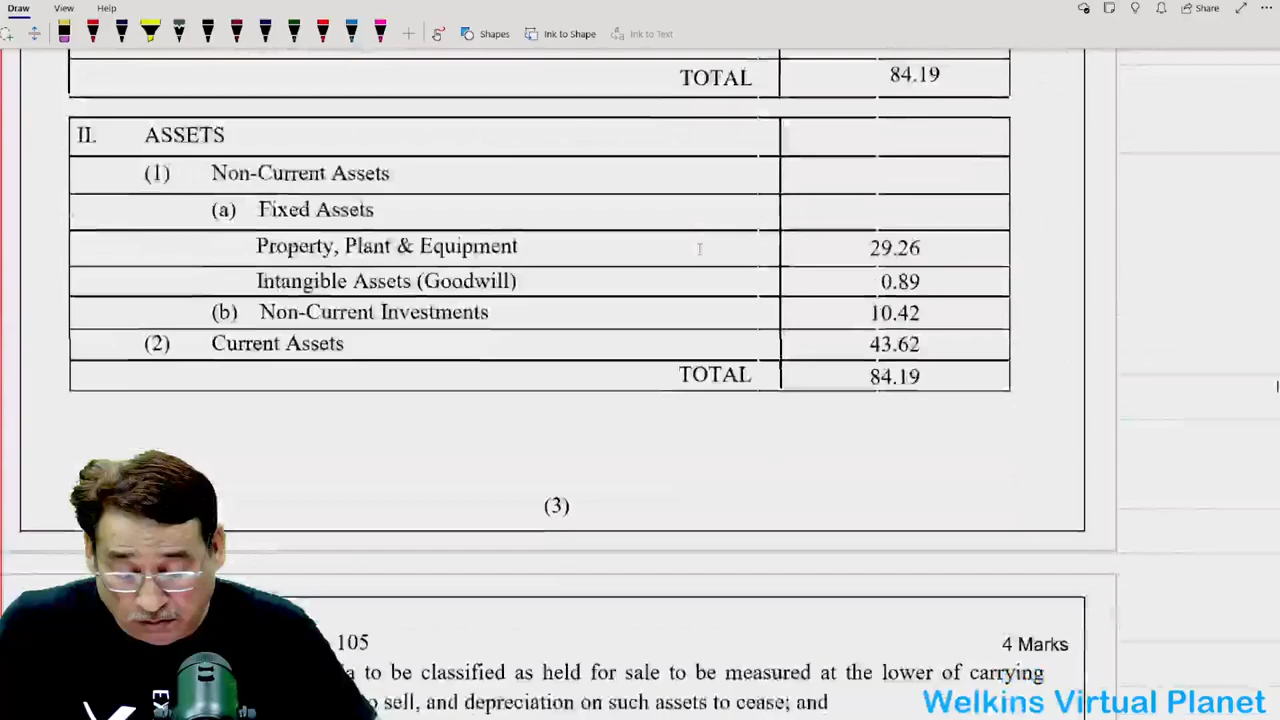 Draw View Help Share
Shapes Ink to Shape Ink to Text
TOTAL 84.19
II. ASSETS
(1) Non-Current Assets
(a) Fixed Assets
Property, Plant & Equipment 29.26
Intangible Assets (Goodwill) 0.89
(b) Non-Current Investments 10.42
(2) Current Assets 43.62
TOTAL 84.19
(3)
105 4 Marks
to be classified as held for sale to be measured at the lower of carrying
sell, and depreciation on such assets to cease; and
Welkins Virtual Planet